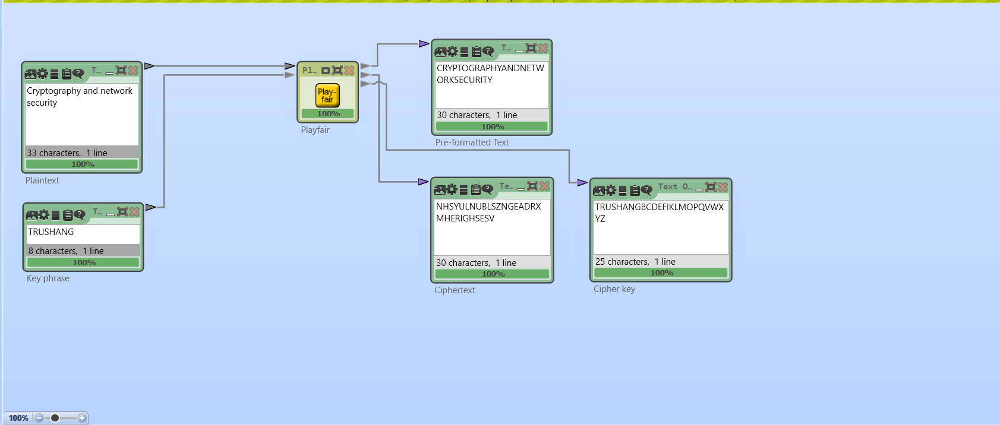 T...
Cryptography and network
security
33 characters, 1 line
100%
Plaintext
T...
TRUSHANG
8 characters, 1 line
100%
Key phrase
Pl...
Play-
fair
100%
Playfair
T...
CRYPTOGRAPHYANDNETW
ORKSECURITY
30 characters, 1 line
100%
Pre-formatted Text
Te...
NHSYULNUBLSZNGEADRX
MHERIGHSESV
30 characters, 1 line
100%
Ciphertext
Text O...
TRUSHANGBCDEFIKLMOPQVWX
YZ
25 characters, 1 line
100%
Cipher key
100%